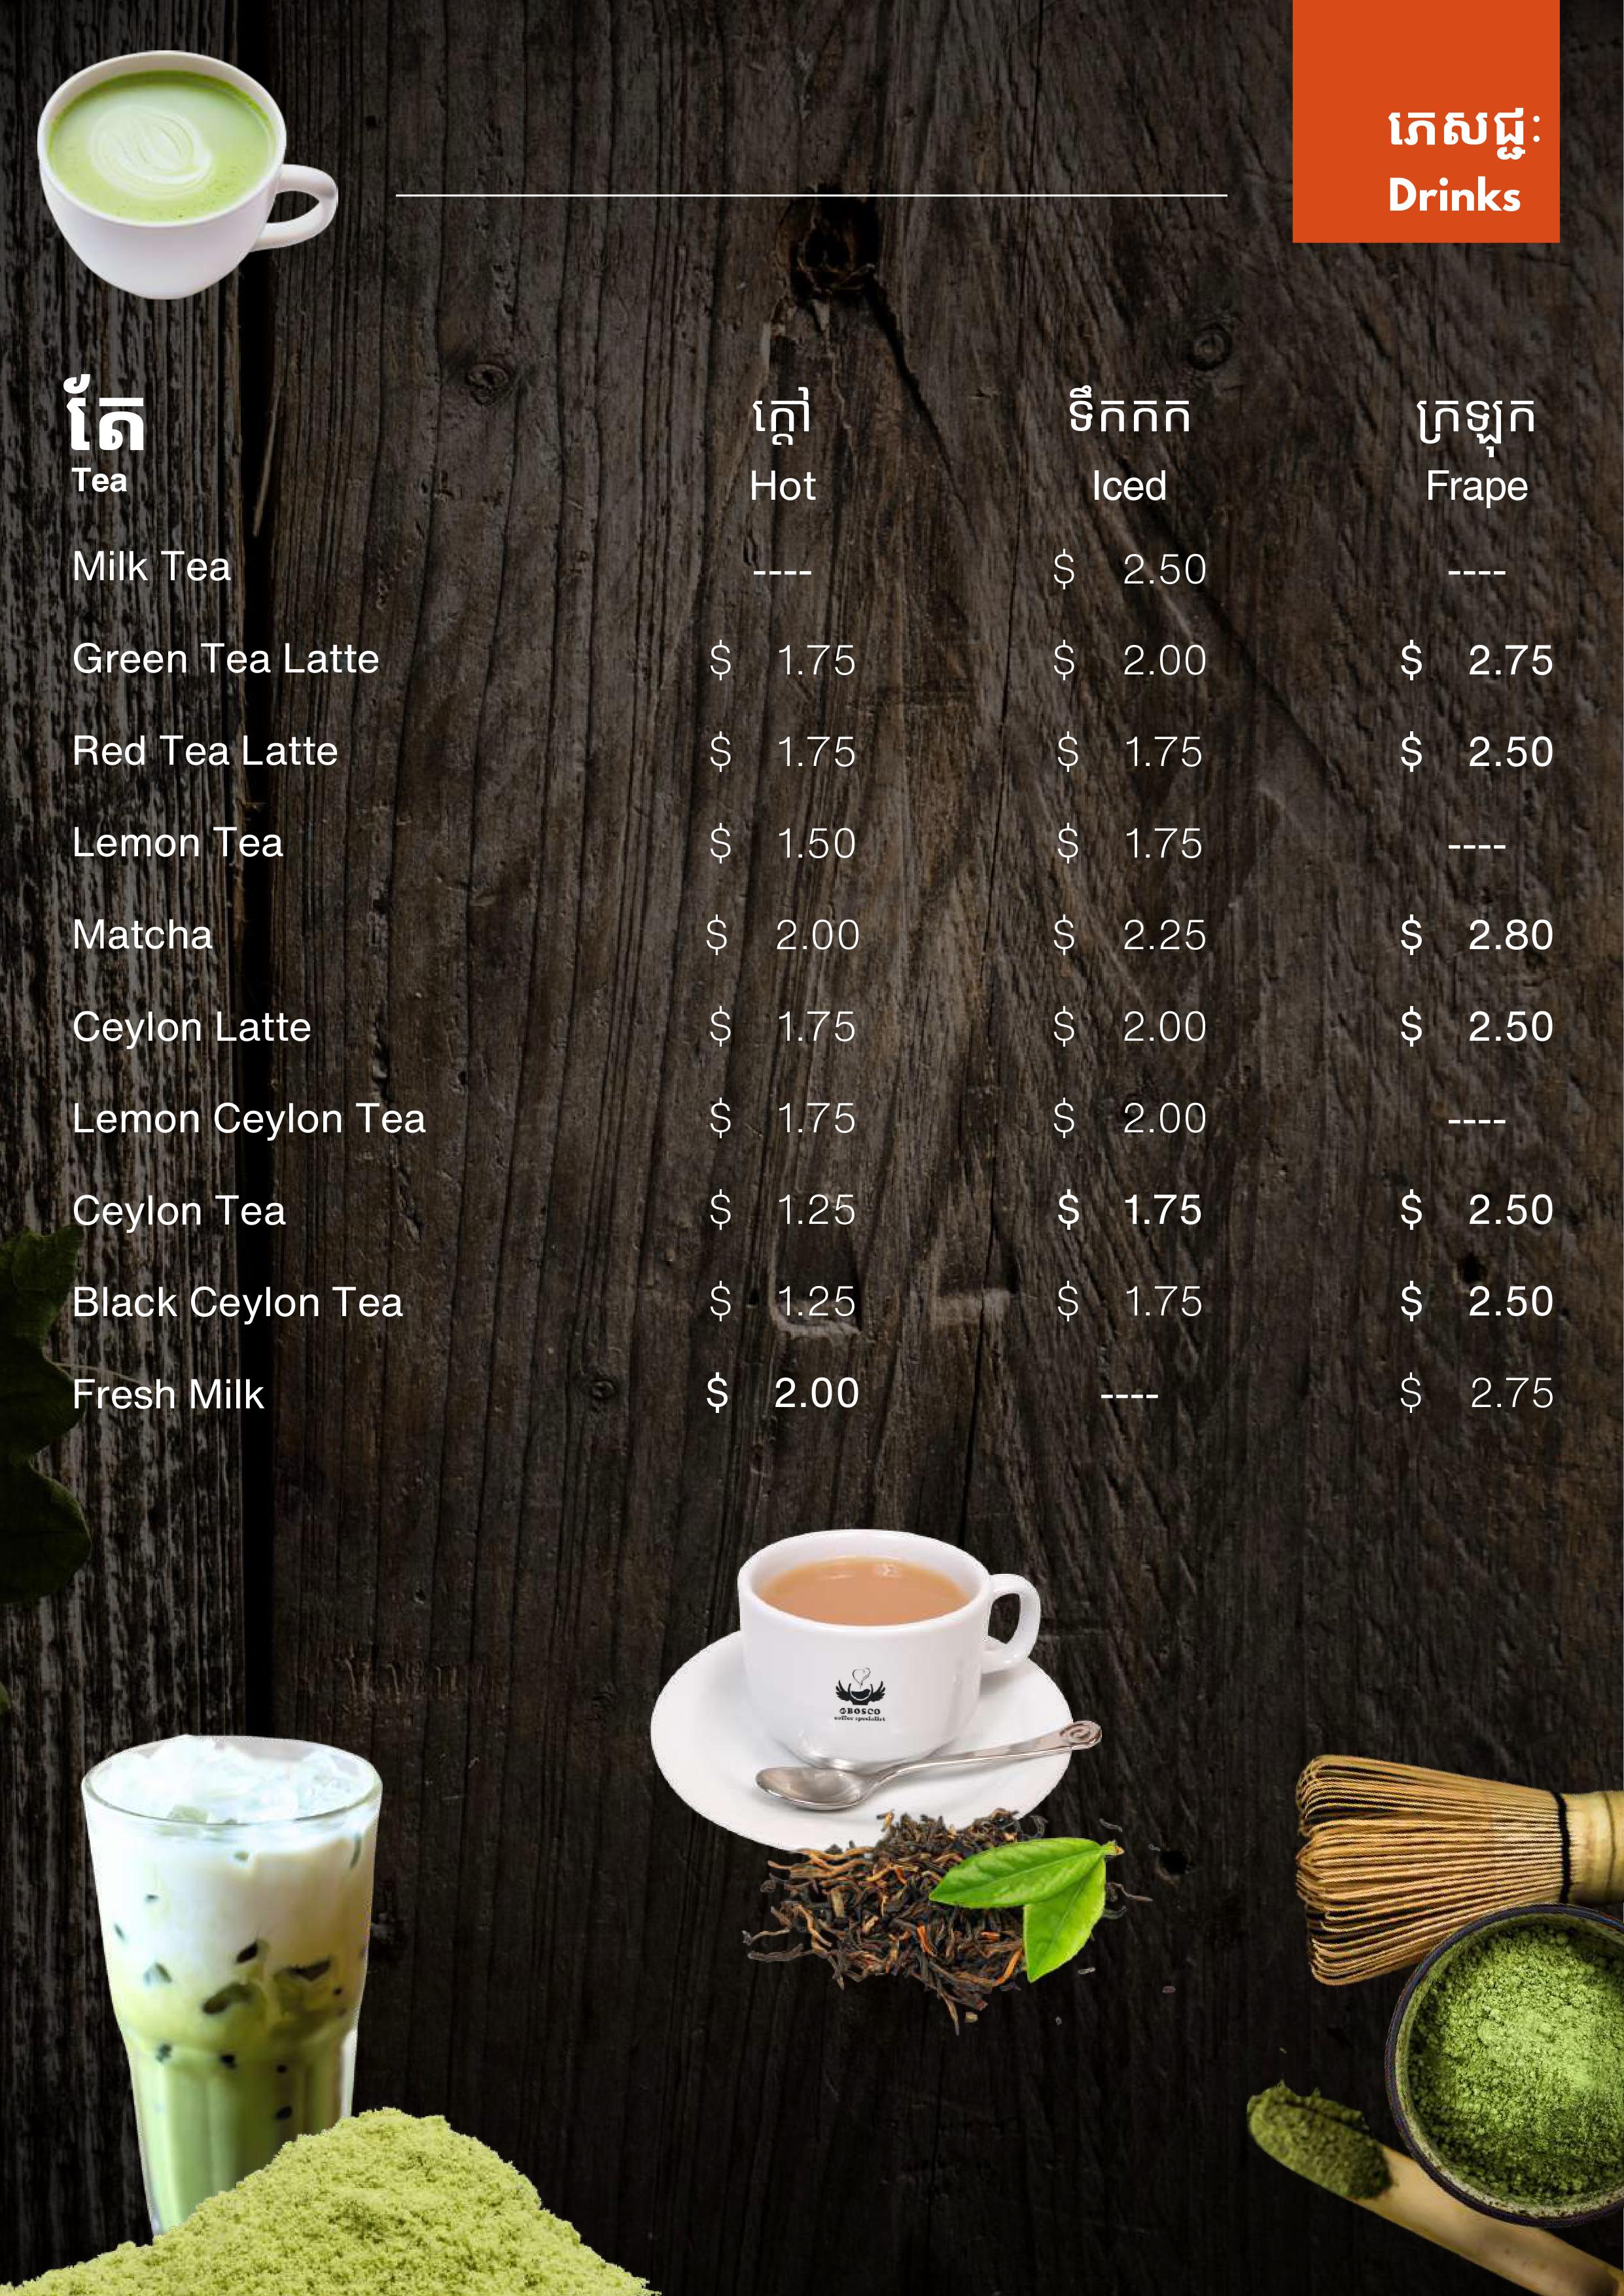 ភេសជ្ជៈ
Drinks
តែ ក្តៅ ទឹកកក ក្រឡុក
Tea Hot Iced Frape
Milk Tea ---- $ 2.50 ----
Green Tea Latte $ 1.75 $ 2.00 $ 2.75
Red Tea Latte $ 1.75 $ 1.75 $ 2.50
Lemon Tea $ 1.50 $ 1.75 ----
Matcha $ 2.00 $ 2.25 $ 2.80
Ceylon Latte $ 1.75 $ 2.00 $ 2.50
Lemon Ceylon Tea $ 1.75 $ 2.00 ----
Ceylon Tea $ 1.25 $ 1.75 $ 2.50
Black Ceylon Tea $ 1.25 $ 1.75 $ 2.50
Fresh Milk $ 2.00 ---- $ 2.75
coffee specialist